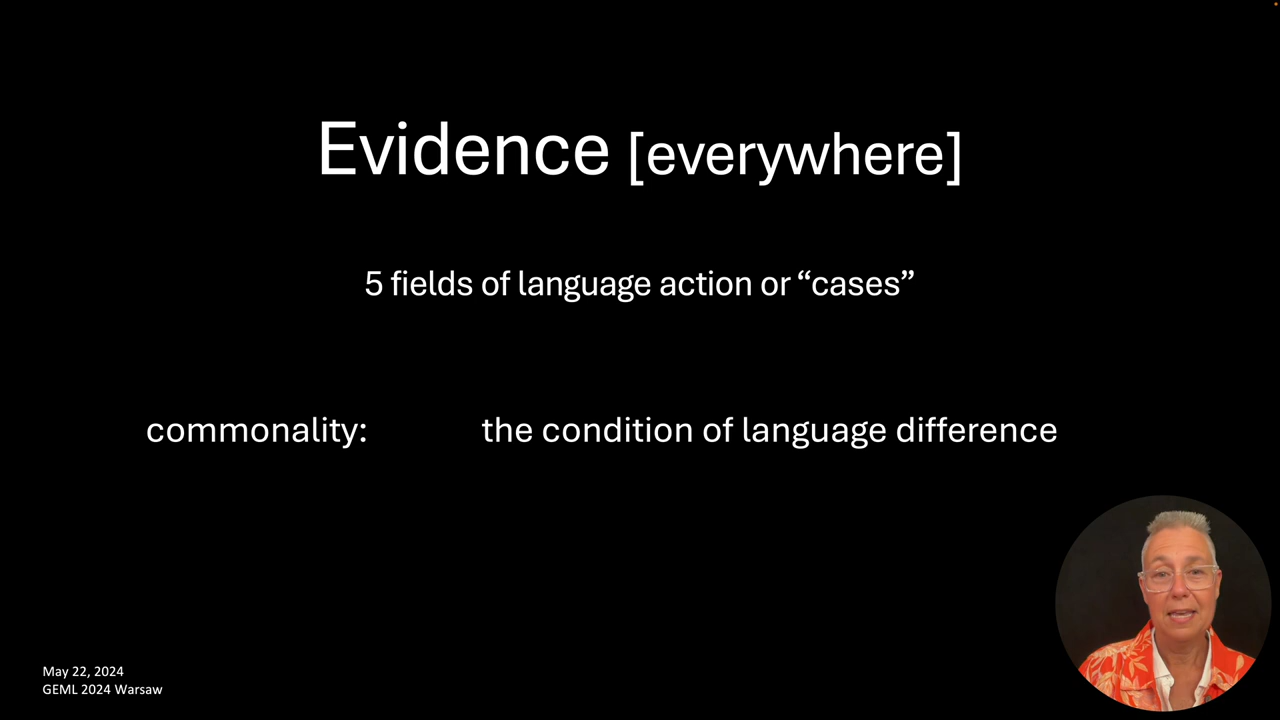 Evidence [everywhere]
5 fields of language action or “cases”
commonality: the condition of language difference
May 22, 2024
GEML 2024 Warsaw